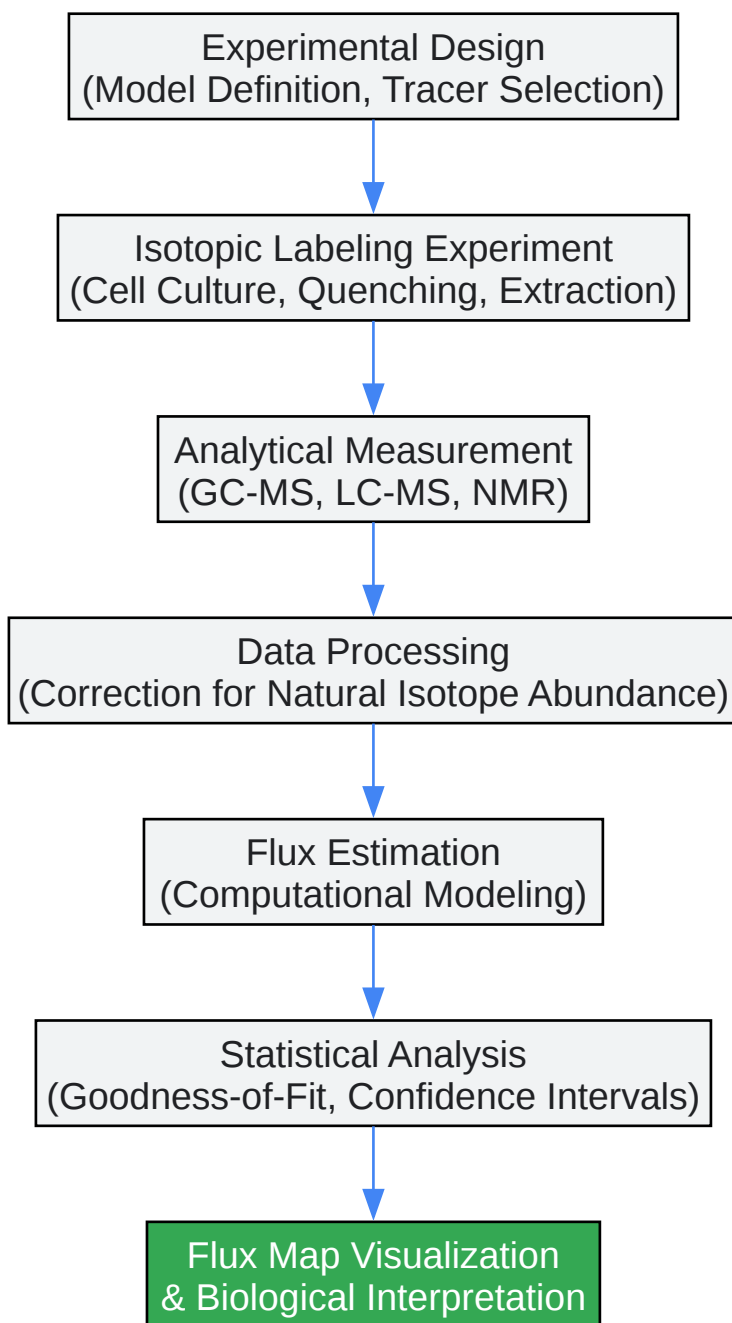 Experimental Design
(Model Definition, Tracer Selection)
Isotopic Labeling Experiment
(Cell Culture, Quenching, Extraction)
Analytical Measurement
(GC-MS, LC-MS, NMR)
Data Processing
(Correction for Natural Isotope Abundance)
Flux Estimation
(Computational Modeling)
Statistical Analysis
(Goodness-of-Fit, Confidence Intervals)
Flux Map Visualization
& Biological Interpretation